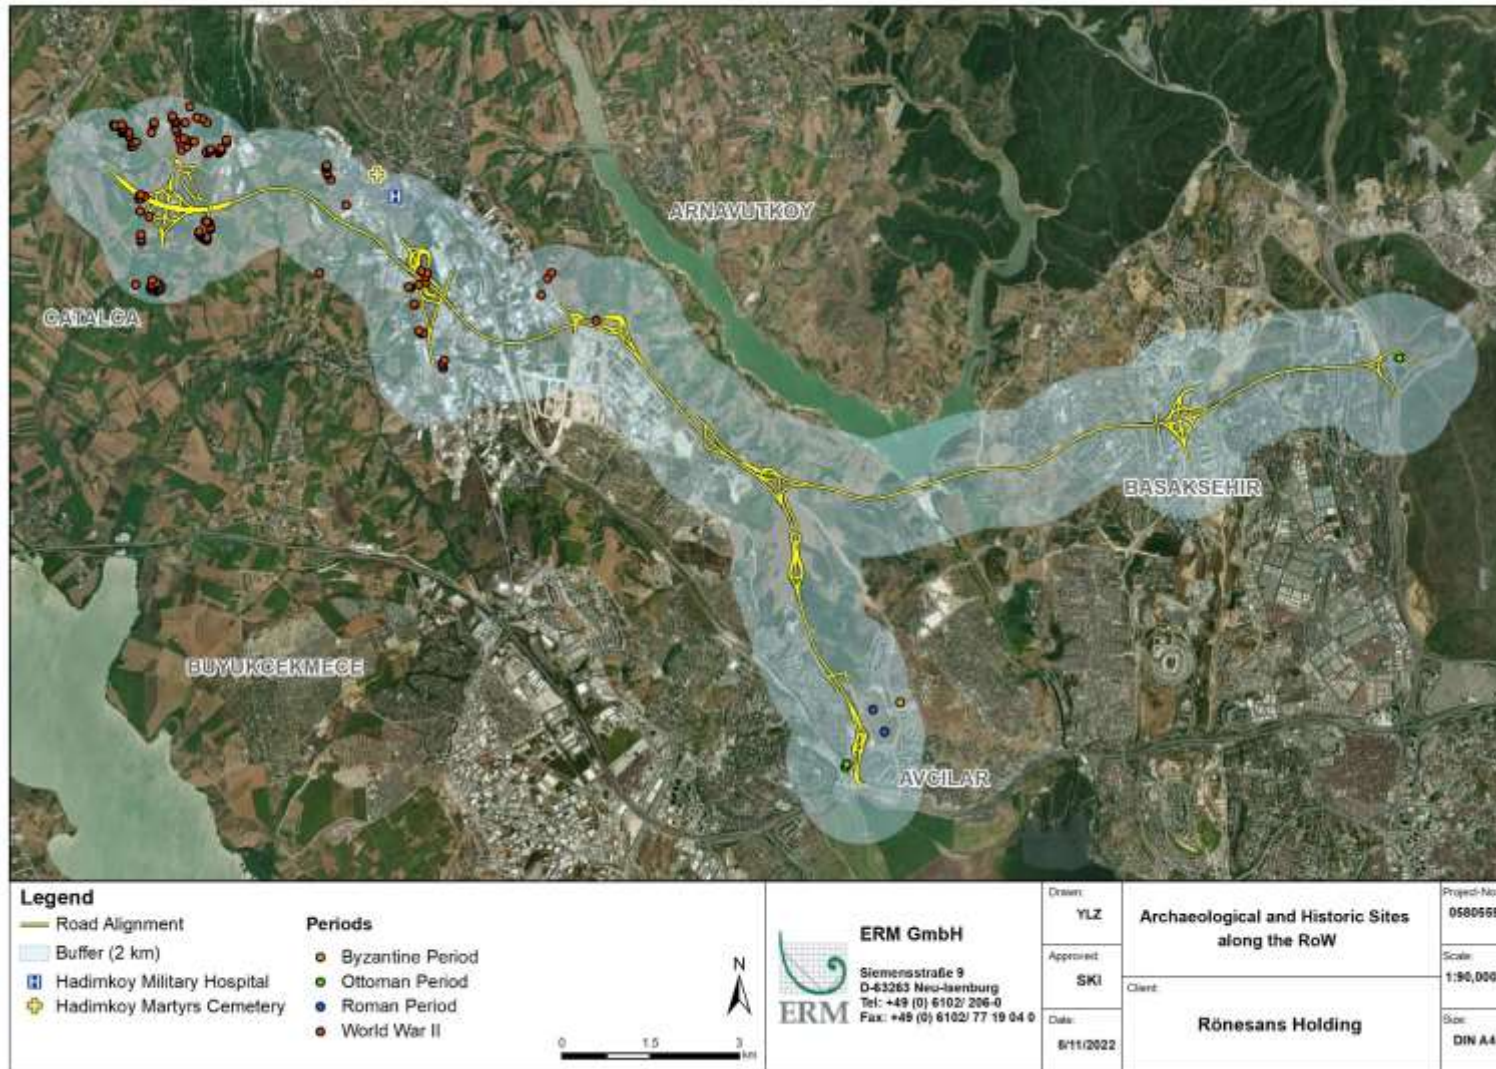 ARNAVUTKOY
CATALCA
BASAKSEHIR
BUYUKCEKMECE
AVCILAR
Legend
Road Alignment
Buffer (2 km)
Hadimkoy Military Hospital
Hadimkoy Martyrs Cemetery
Periods
Byzantine Period
Ottoman Period
Roman Period
World War II
N
0 1.5 3
km
ERM
ERM GmbH
Siemensstraße 9
D-63263 Neu-Isenburg
Tel: +49 (0) 6102/ 206-0
Fax: +49 (0) 6102/ 77 19 04 0
Drawn:
YLZ
Approved:
SKI
Date:
8/11/2022
Archaeological and Historic Sites
along the RoW
Client:
Rönesans Holding
Project-No
Scale:
1:90,000
Size:
DIN A4